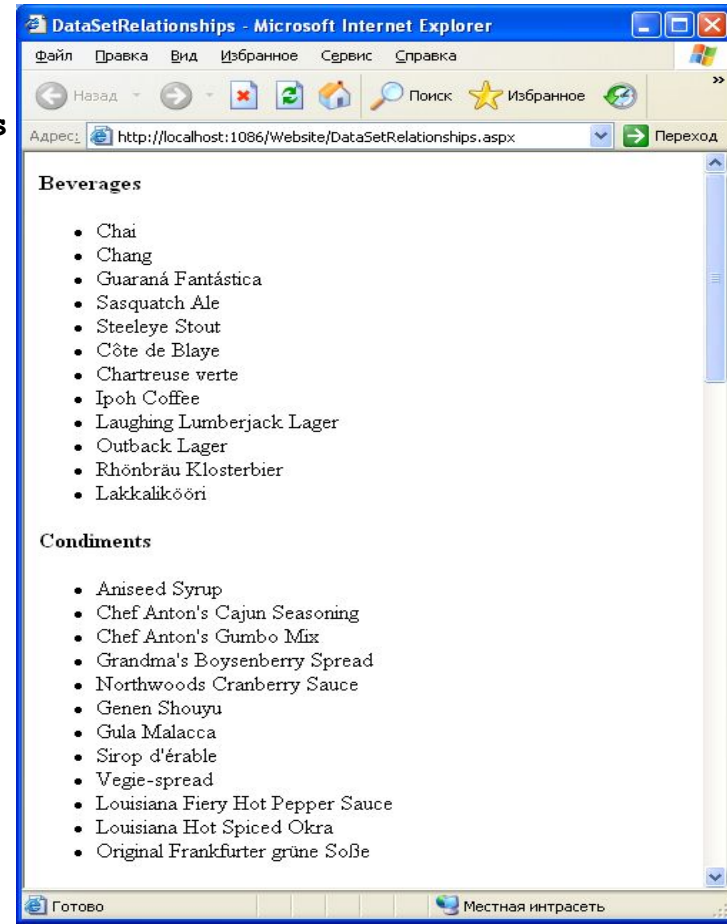 DataSetRelationships - Microsoft Internet Explorer
Файл Правка Вид Избранное Сервис Справка
Назад Поиск Избранное »
s
Адрес: http://localhost:1086/Website/DataSetRelationships.aspx Переход
Beverages
• Chai
• Chang
• Guaraná Fantástica
• Sasquatch Ale
• Steeleye Stout
• Côte de Blaye
• Chartreuse verte
• Ipoh Coffee
• Laughing Lumberjack Lager
• Outback Lager
• Rhönbräu Klosterbier
• Lakkalikööri
Condiments
• Aniseed Syrup
• Chef Anton's Cajun Seasoning
• Chef Anton's Gumbo Mix
• Grandma's Boysenberry Spread
• Northwoods Cranberry Sauce
• Genen Shouyu
• Gula Malacca
• Sirop d'érable
• Vegie-spread
• Louisiana Fiery Hot Pepper Sauce
• Louisiana Hot Spiced Okra
• Original Frankfurter grüne Soße
Готово Местная интрасеть